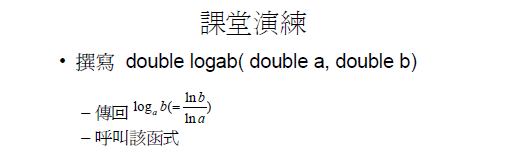 課堂演練
• 撰寫 double logab( double a, double b)
– 傳回 logₐ b(= ln b / ln a)
– 呼叫該函式